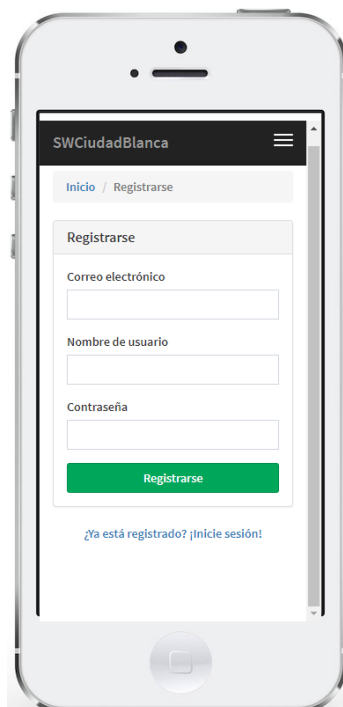 SWCiudadBlanca
Inicio / Registrarse
Registrarse
Correo electrónico
Nombre de usuario
Contraseña
Registrarse
¿Ya está registrado? ¡Inicie sesión!